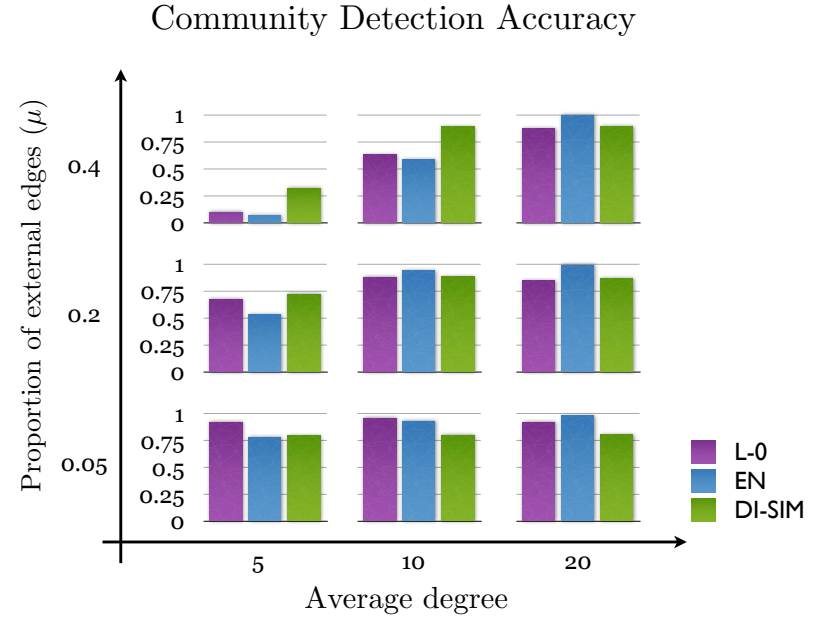 Community Detection Accuracy
Proportion of external edges (μ)
0.4
1
0.75
0.5
0.25
0
0.2
1
0.75
0.5
0.25
0
0.05
1
0.75
0.5
0.25
0
L-0
EN
DI-SIM
5 10 20
Average degree